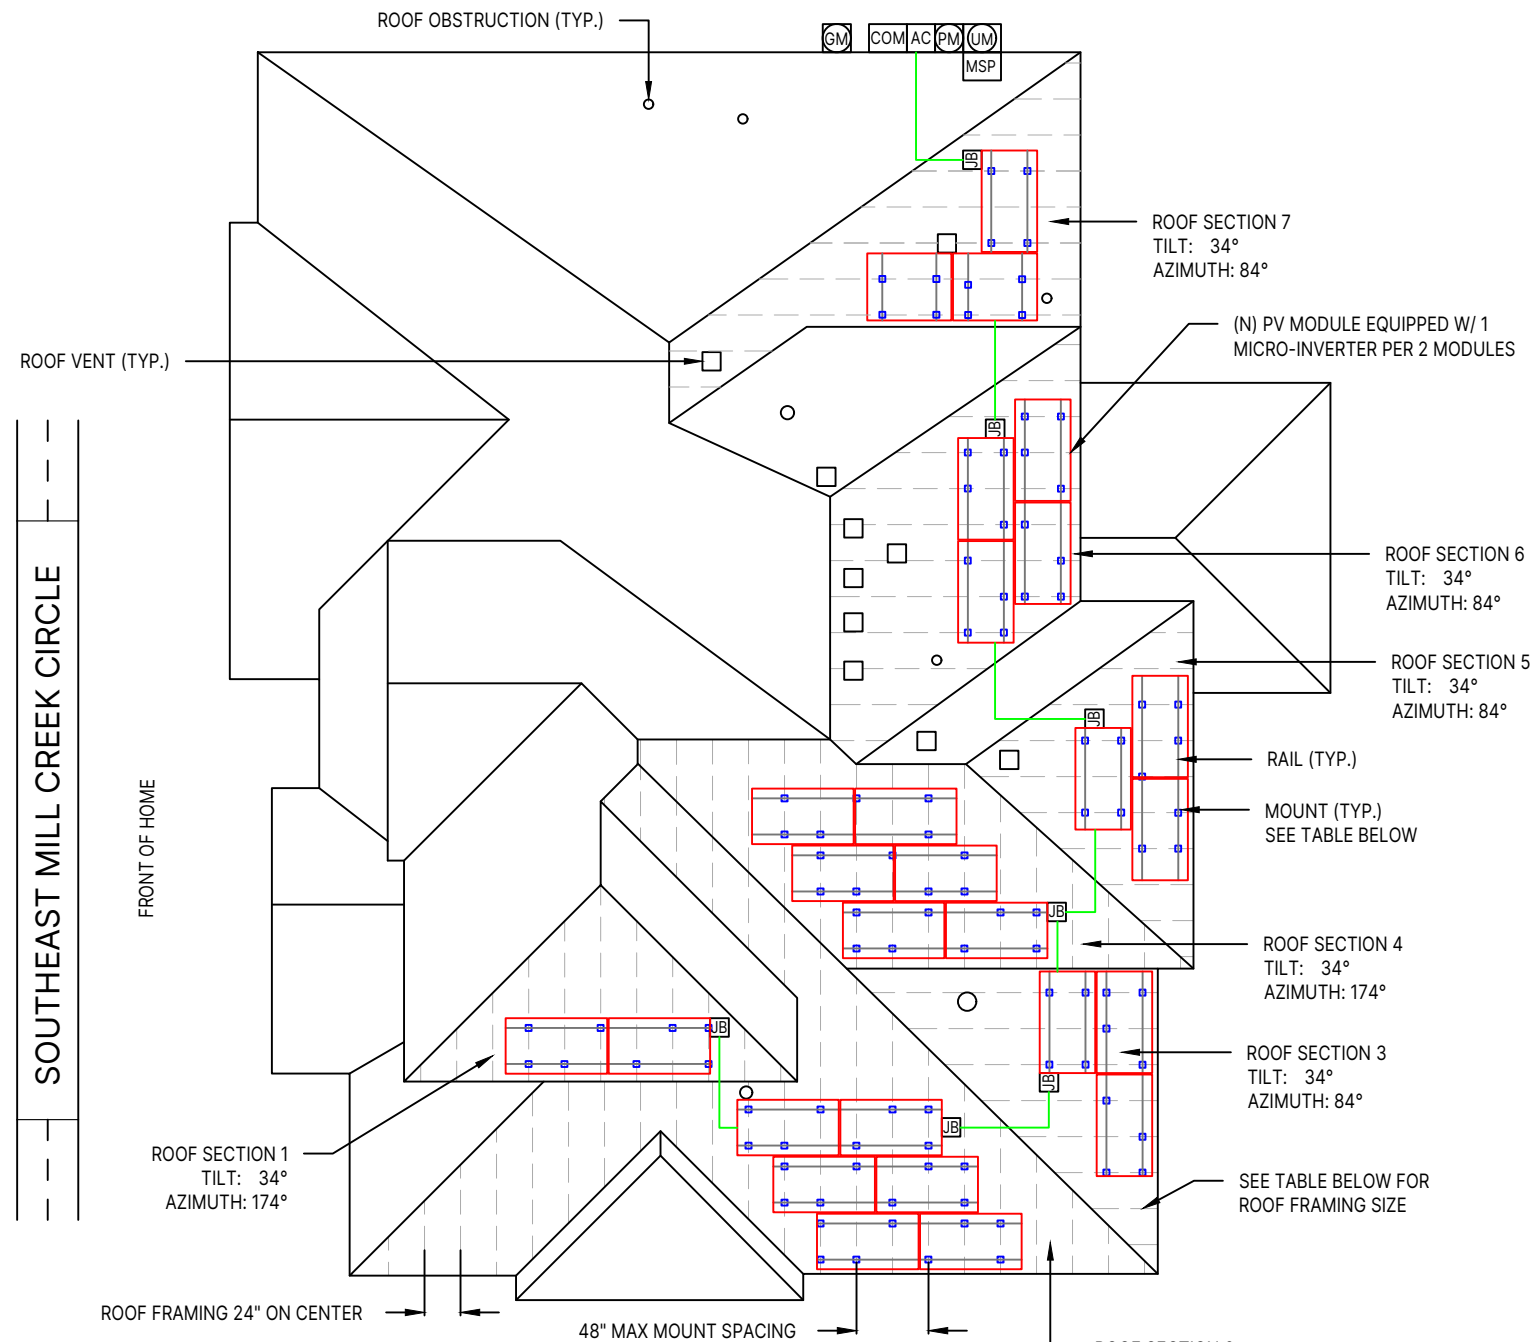 ROOF OBSTRUCTION (TYP.)
GM
COM
AC
PM
UM
MSP
JB
ROOF SECTION 7
TILT: 34°
AZIMUTH: 84°
(N) PV MODULE EQUIPPED W/ 1
MICRO-INVERTER PER 2 MODULES
ROOF VENT (TYP.)
JB
ROOF SECTION 6
TILT: 34°
AZIMUTH: 84°
ROOF SECTION 5
TILT: 34°
AZIMUTH: 84°
JB
RAIL (TYP.)
MOUNT (TYP.)
SEE TABLE BELOW
SOUTHEAST MILL CREEK CIRCLE
FRONT OF HOME
JB
ROOF SECTION 4
TILT: 34°
AZIMUTH: 174°
JB
ROOF SECTION 3
TILT: 34°
AZIMUTH: 84°
JB
JB
ROOF SECTION 1
TILT: 34°
AZIMUTH: 174°
SEE TABLE BELOW FOR
ROOF FRAMING SIZE
ROOF FRAMING 24" ON CENTER
48" MAX MOUNT SPACING